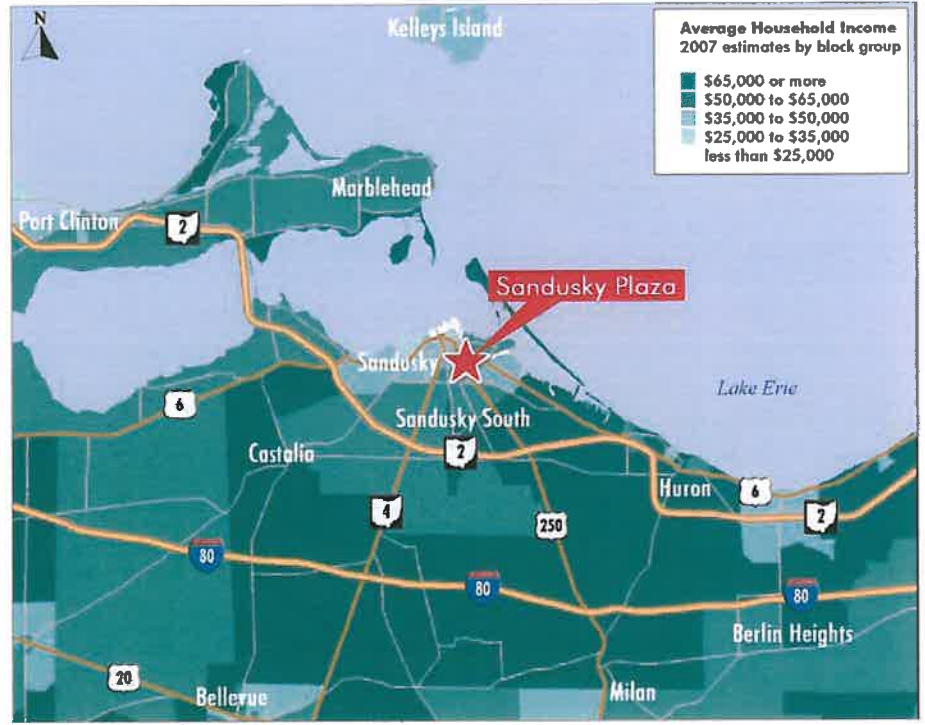 N
Kelleys Island
Average Household Income
2007 estimates by block group
$65,000 or more
$50,000 to $65,000
$35,000 to $50,000
$25,000 to $35,000
less than $25,000
Marblehead
Port Clinton
2
Sandusky Plaza
Sandusky
Lake Erie
6
Sandusky South
Castalia
2
Huron
6
2
4
250
80
80
80
Berlin Heights
20
Bellevue
Milan